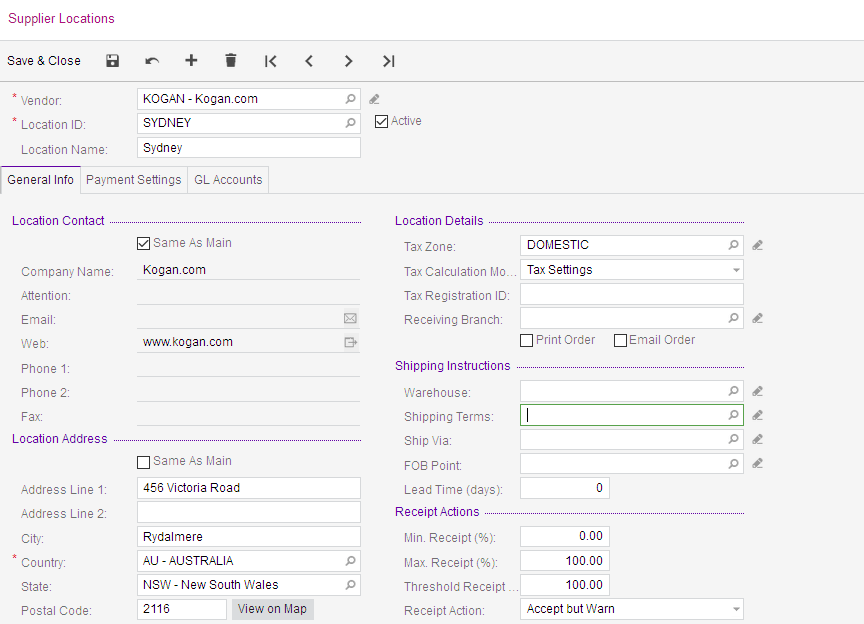 Supplier Locations
Save & Close
* Vendor: KOGAN - Kogan.com
* Location ID: SYDNEY Active
Location Name: Sydney
General Info Payment Settings GL Accounts
Location Contact
Same As Main
Company Name: Kogan.com
Attention:
Email:
Web: www.kogan.com
Phone 1:
Phone 2:
Fax:
Location Address
Same As Main
Address Line 1: 456 Victoria Road
Address Line 2:
City: Rydalmere
* Country: AU - AUSTRALIA
State: NSW - New South Wales
Postal Code: 2116 View on Map
Location Details
Tax Zone: DOMESTIC
Tax Calculation Mo... Tax Settings
Tax Registration ID:
Receiving Branch:
Print Order Email Order
Shipping Instructions
Warehouse:
Shipping Terms:
Ship Via:
FOB Point:
Lead Time (days): 0
Receipt Actions
Min. Receipt (%): 0.00
Max. Receipt (%): 100.00
Threshold Receipt ... 100.00
Receipt Action: Accept but Warn